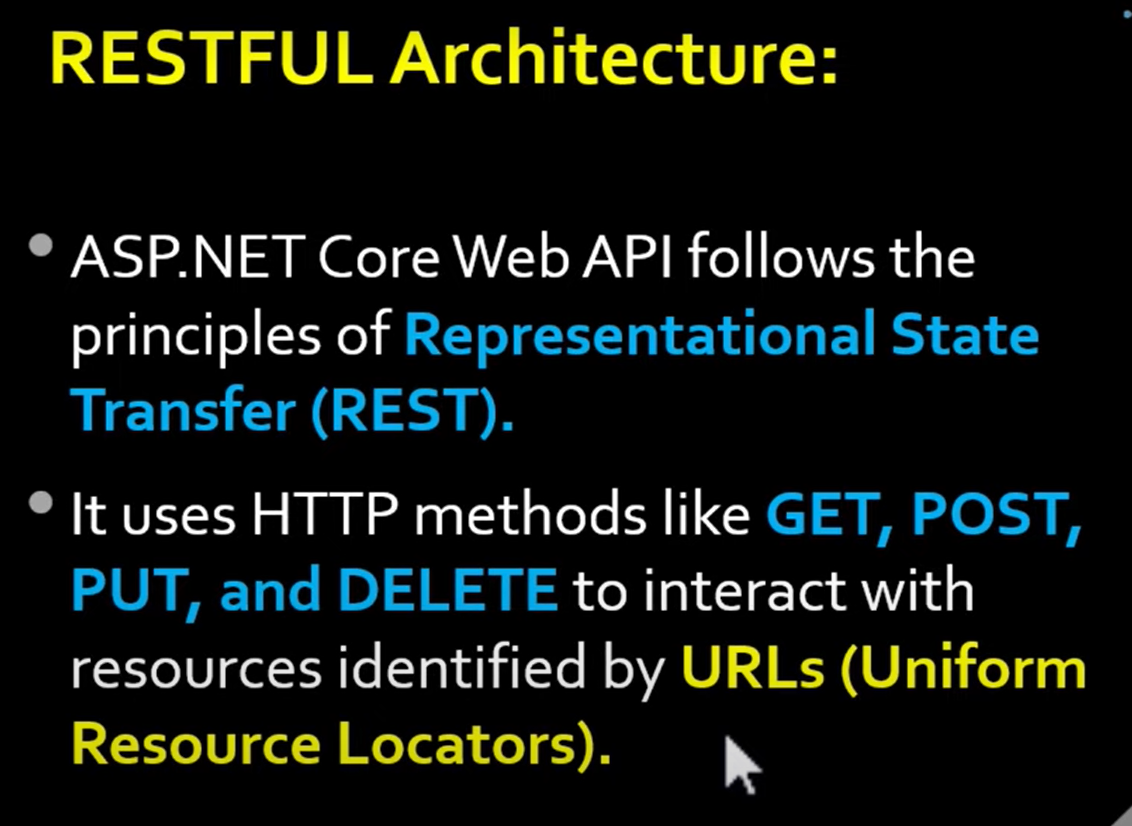 RESTFUL Architecture:
• ASP.NET Core Web API follows the
principles of Representational State
Transfer (REST).
• It uses HTTP methods like GET, POST,
PUT, and DELETE to interact with
resources identified by URLs (Uniform
Resource Locators).